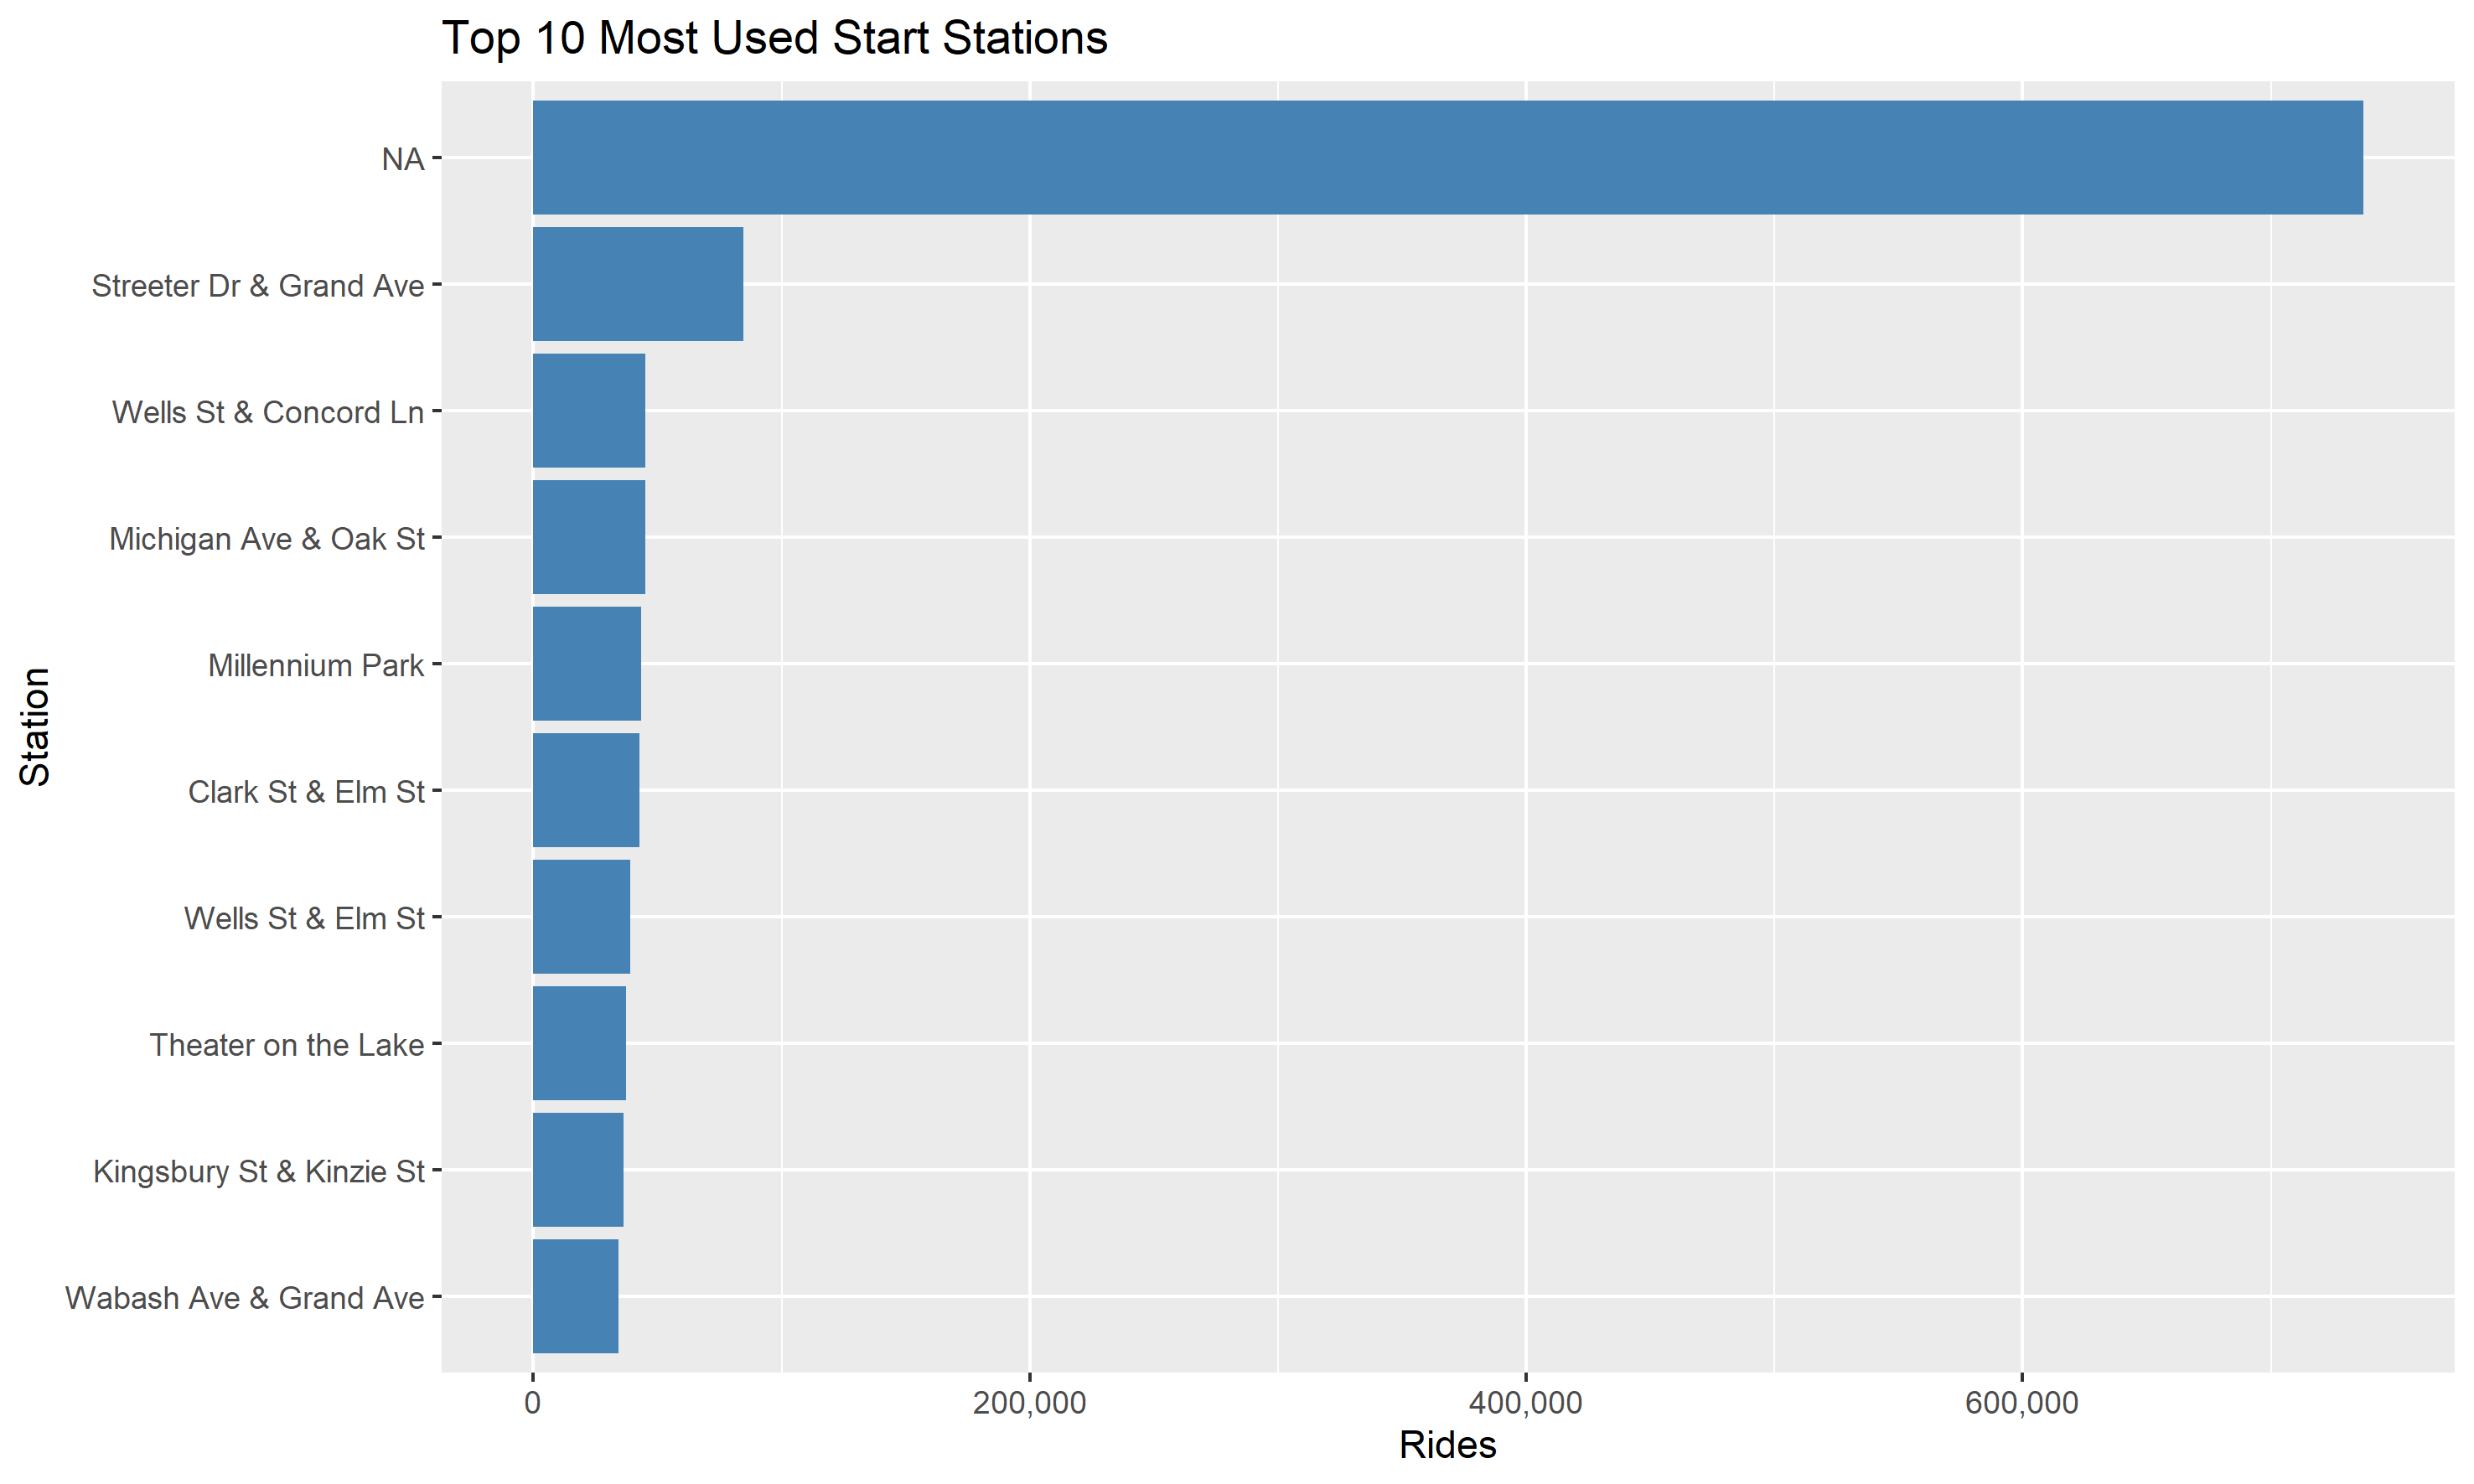 Top 10 Most Used Start Stations
Station
NA
Streeter Dr & Grand Ave
Wells St & Concord Ln
Michigan Ave & Oak St
Millennium Park
Clark St & Elm St
Wells St & Elm St
Theater on the Lake
Kingsbury St & Kinzie St
Wabash Ave & Grand Ave
0 200,000 400,000 600,000
Rides